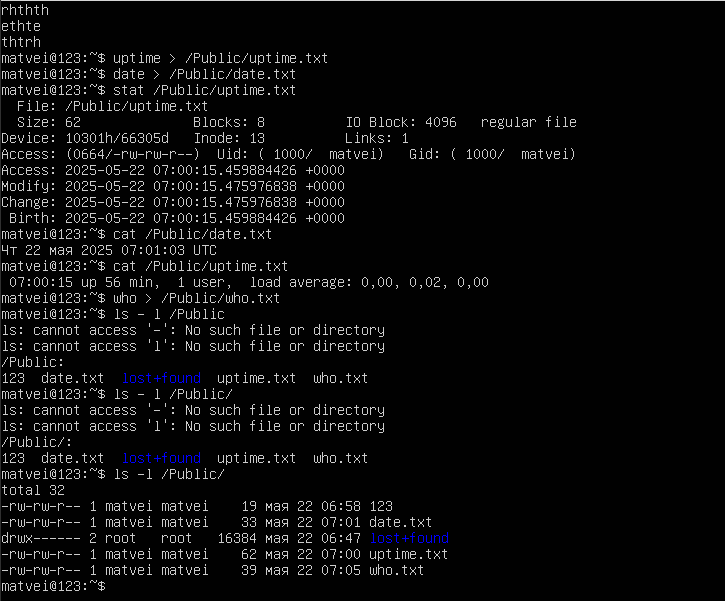 rhthth
ethte
thtrh
matvei@123:~$ uptime > /Public/uptime.txt
matvei@123:~$ date > /Public/date.txt
matvei@123:~$ stat /Public/uptime.txt
  File: /Public/uptime.txt
  Size: 62              Blocks: 8          IO Block: 4096   regular file
Device: 10301h/66305d   Inode: 13          Links: 1
Access: (0664/-rw-rw-r--)  Uid: ( 1000/  matvei)   Gid: ( 1000/  matvei)
Access: 2025-05-22 07:00:15.459884426 +0000
Modify: 2025-05-22 07:00:15.475976838 +0000
Change: 2025-05-22 07:00:15.475976838 +0000
 Birth: 2025-05-22 07:00:15.459884426 +0000
matvei@123:~$ cat /Public/date.txt
Чт 22 мая 2025 07:01:03 UTC
matvei@123:~$ cat /Public/uptime.txt
 07:00:15 up 56 min,  1 user,  load average: 0,00, 0,02, 0,00
matvei@123:~$ who > /Public/who.txt
matvei@123:~$ ls - l /Public
ls: cannot access '-': No such file or directory
ls: cannot access 'l': No such file or directory
/Public:
123  date.txt  lost+found  uptime.txt  who.txt
matvei@123:~$ ls - l /Public/
ls: cannot access '-': No such file or directory
ls: cannot access 'l': No such file or directory
/Public/:
123  date.txt  lost+found  uptime.txt  who.txt
matvei@123:~$ ls -l /Public/
total 32
-rw-rw-r-- 1 matvei matvei    19 мая 22 06:58 123
-rw-rw-r-- 1 matvei matvei    33 мая 22 07:01 date.txt
drwx------ 2 root   root   16384 мая 22 06:47 lost+found
-rw-rw-r-- 1 matvei matvei    62 мая 22 07:00 uptime.txt
-rw-rw-r-- 1 matvei matvei    39 мая 22 07:05 who.txt
matvei@123:~$